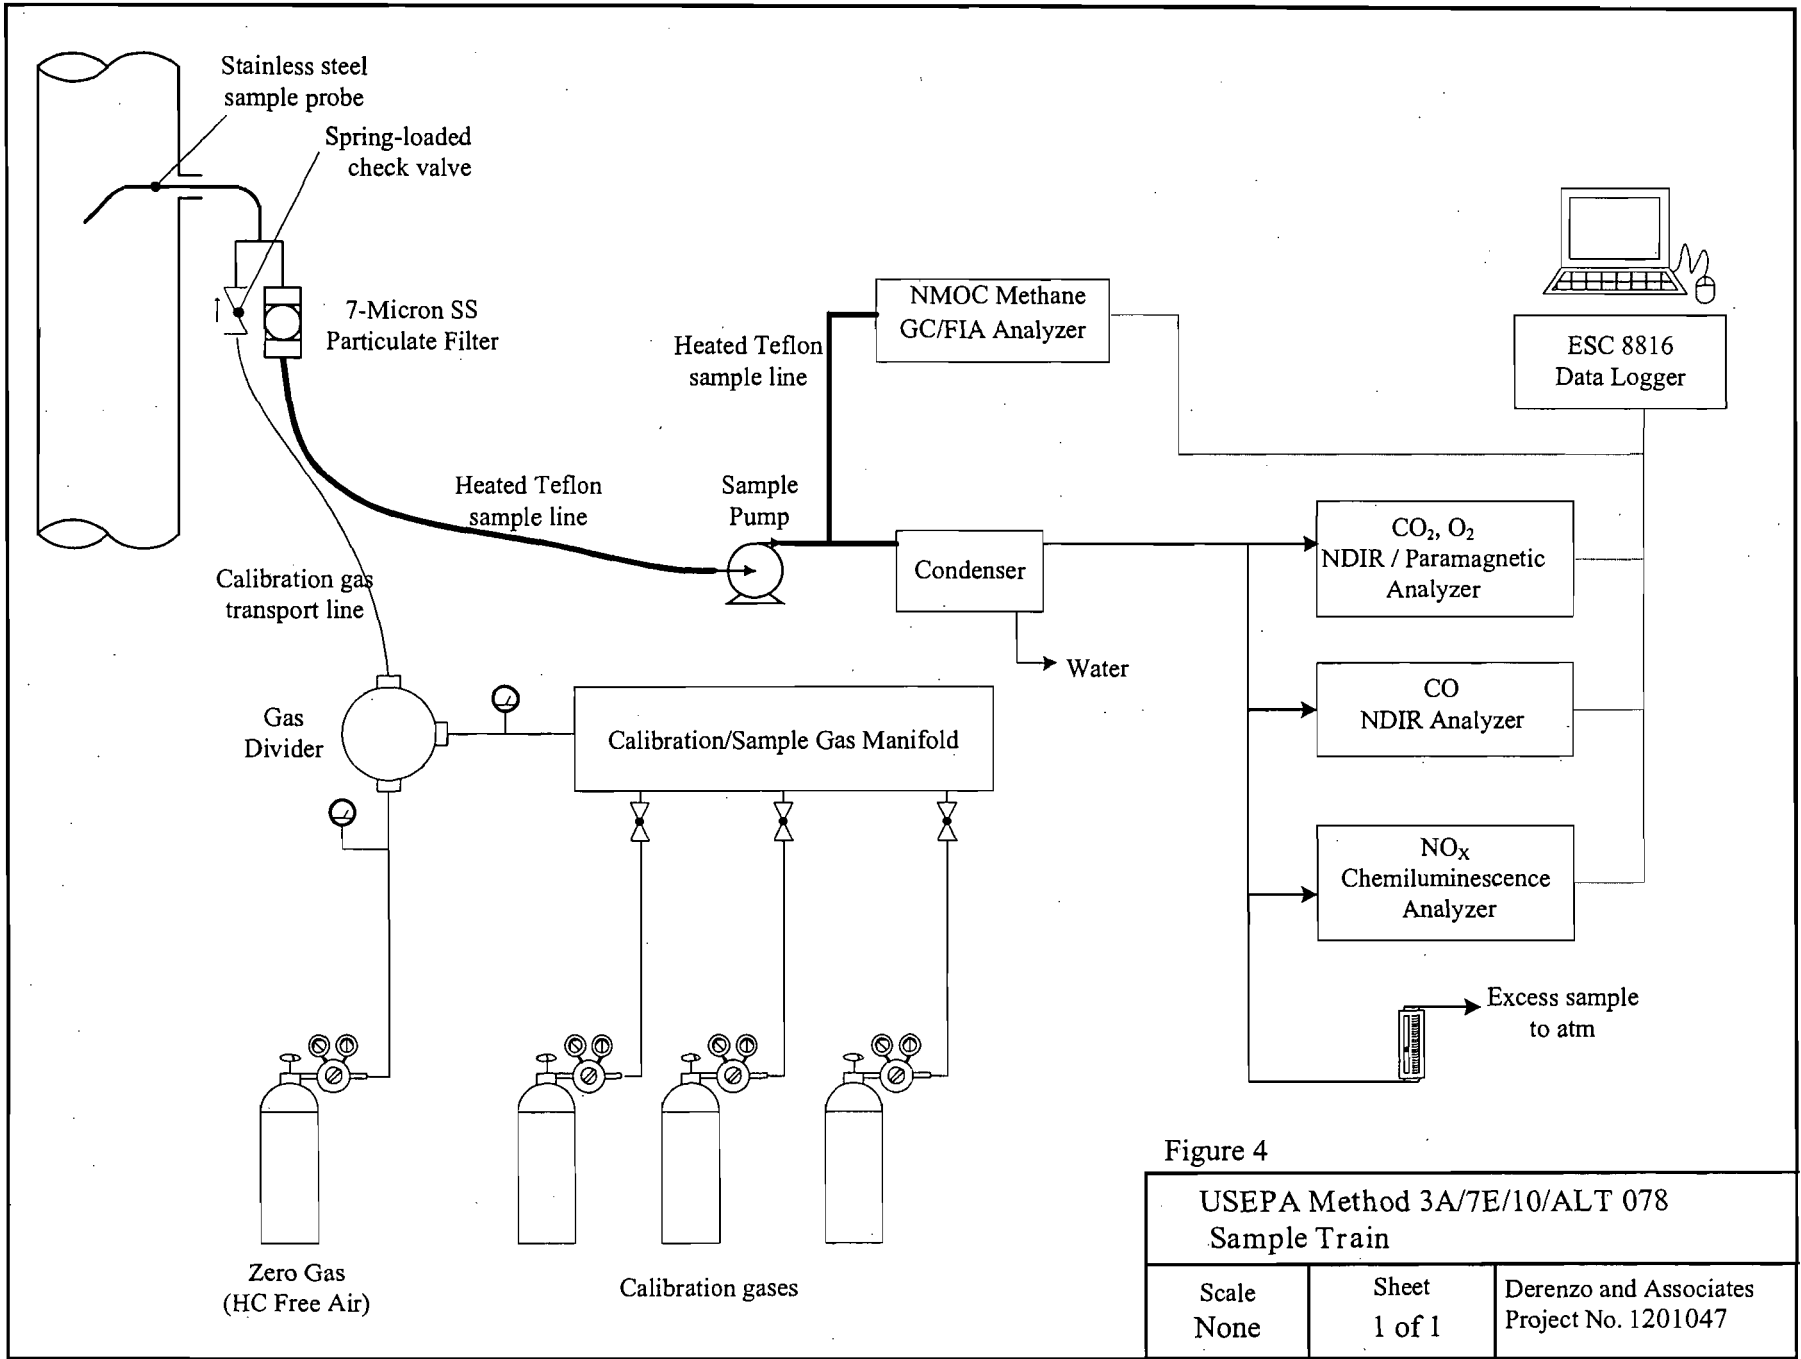 Stainless steel
sample probe
Spring-loaded
check valve
7-Micron SS
Particulate Filter
Heated Teflon
sample line
NMOC Methane
GC/FIA Analyzer
ESC 8816
Data Logger
Heated Teflon
sample line
Sample
Pump
Condenser
Water
CO₂, O₂
NDIR / Paramagnetic
Analyzer
Calibration gas
transport line
CO
NDIR Analyzer
Gas
Divider
Calibration/Sample Gas Manifold
NOX
Chemiluminescence
Analyzer
Excess sample
to atm
Zero Gas
(HC Free Air)
Calibration gases
Figure 4
USEPA Method 3A/7E/10/ALT 078
Sample Train
Scale
None
Sheet
1 of 1
Derenzo and Associates
Project No. 1201047